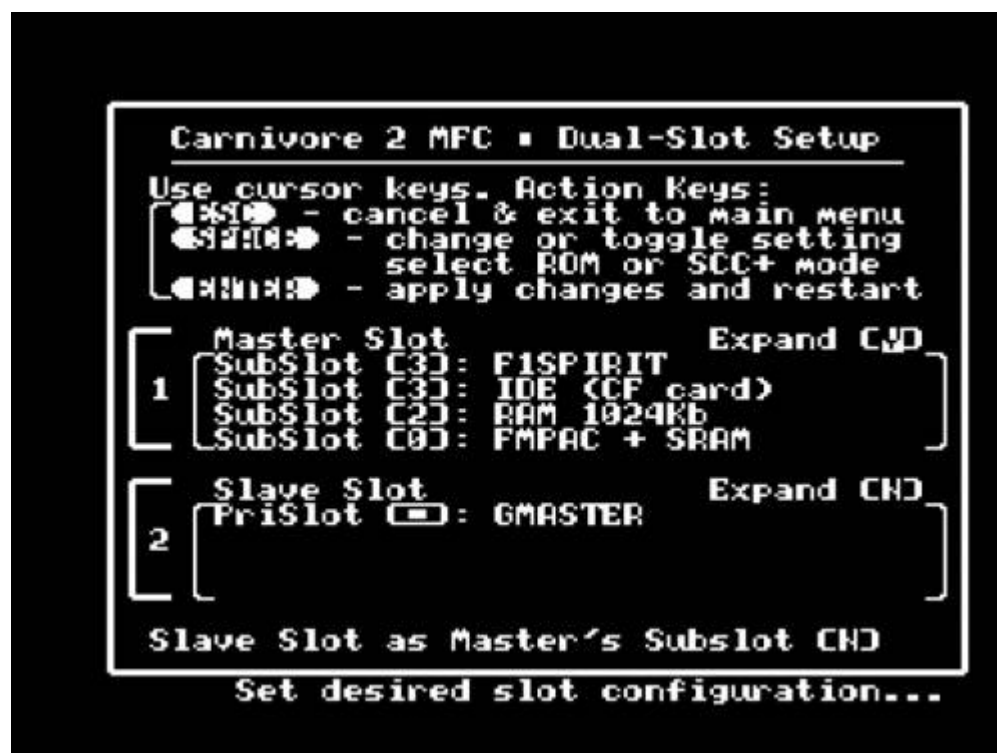 Carnivore 2 MFC ▪ Dual-Slot Setup
Use cursor keys. Action Keys:
ESC - cancel & exit to main menu
SPACE - change or toggle setting
select ROM or SCC+ mode
ENTER - apply changes and restart
Master Slot Expand [Y]
SubSlot [3]: F1SPIRIT
SubSlot [3]: IDE (CF card)
SubSlot [2]: RAM 1024Kb
SubSlot [0]: FMPAC + SRAM
1
Slave Slot Expand [N]
PriSlot [▪]: GMASTER
2
Slave Slot as Master's Subslot [N]
Set desired slot configuration...